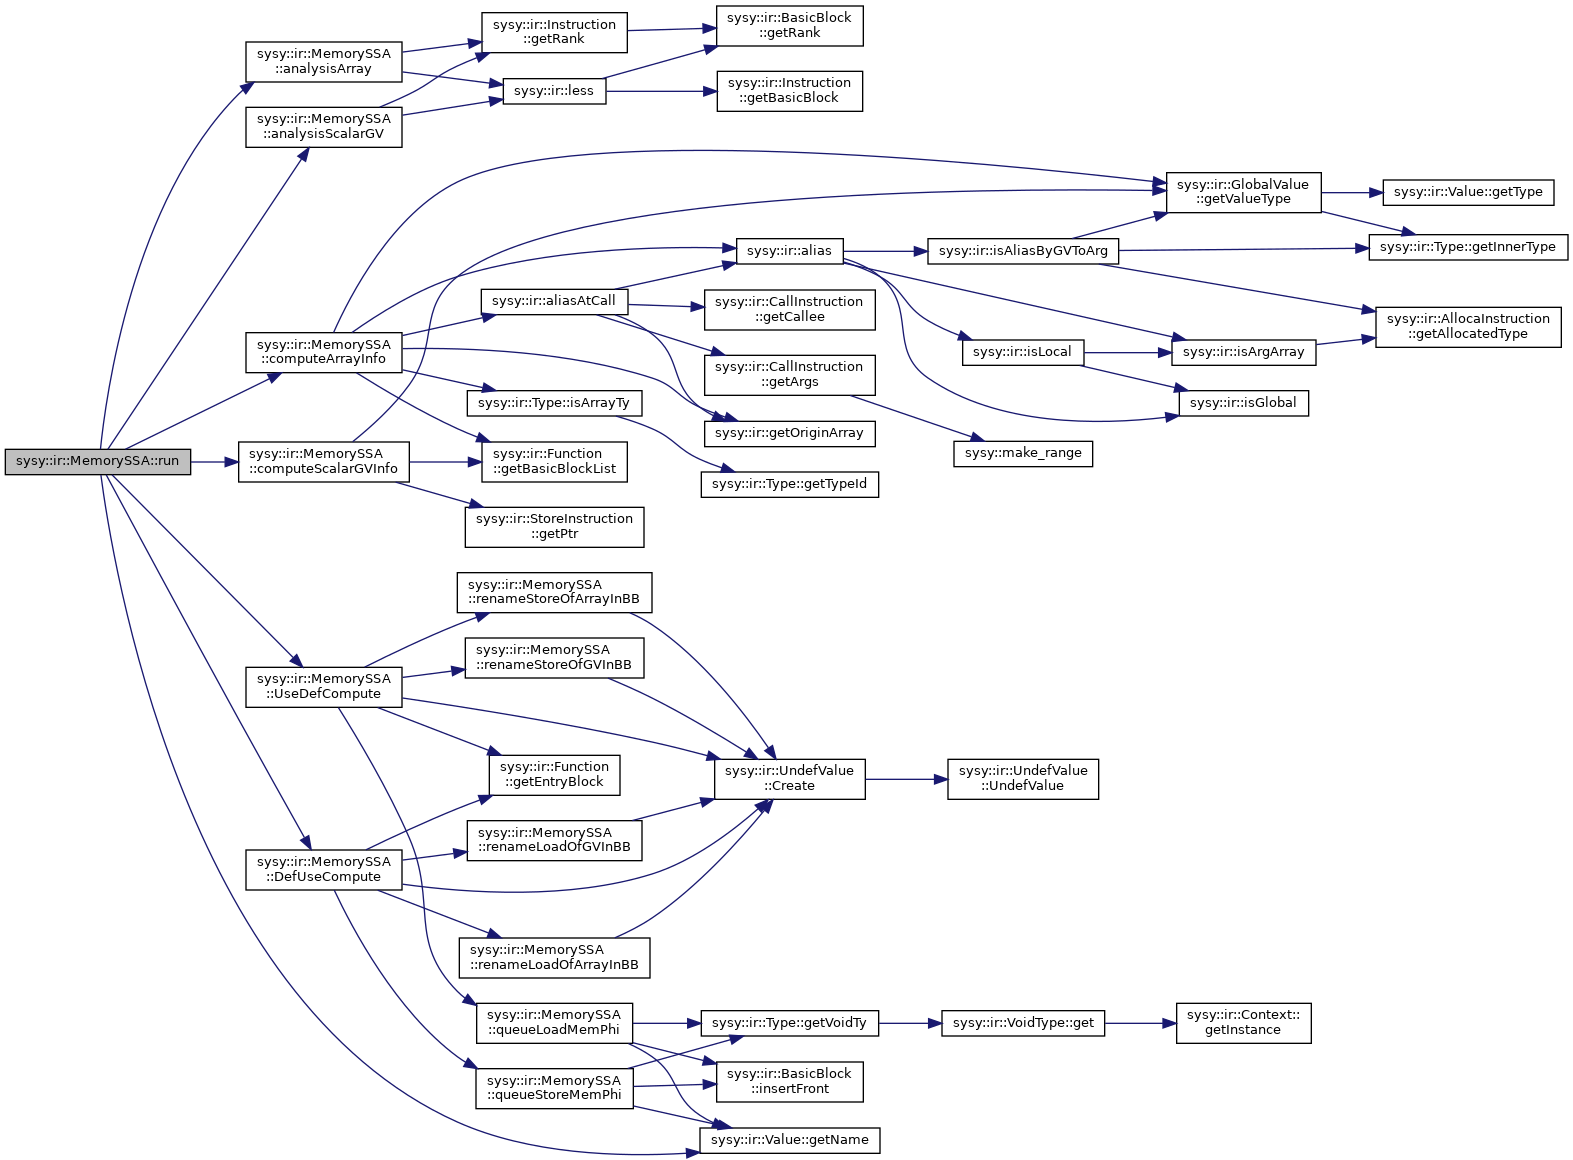 sysy::ir::MemorySSA::run
sysy::ir::MemorySSA
::analysisArray
sysy::ir::MemorySSA
::analysisScalarGV
sysy::ir::MemorySSA
::computeArrayInfo
sysy::ir::MemorySSA
::computeScalarGVInfo
sysy::ir::MemorySSA
::UseDefCompute
sysy::ir::MemorySSA
::DefUseCompute
sysy::ir::Instruction
::getRank
sysy::ir::less
sysy::ir::aliasAtCall
sysy::ir::Type::isArrayTy
sysy::ir::Function
::getBasicBlockList
sysy::ir::StoreInstruction
::getPtr
sysy::ir::MemorySSA
::renameStoreOfArrayInBB
sysy::ir::MemorySSA
::renameStoreOfGVInBB
sysy::ir::Function
::getEntryBlock
sysy::ir::MemorySSA
::renameLoadOfGVInBB
sysy::ir::MemorySSA
::renameLoadOfArrayInBB
sysy::ir::MemorySSA
::queueLoadMemPhi
sysy::ir::MemorySSA
::queueStoreMemPhi
sysy::ir::BasicBlock
::getRank
sysy::ir::Instruction
::getBasicBlock
sysy::ir::alias
sysy::ir::CallInstruction
::getCallee
sysy::ir::CallInstruction
::getArgs
sysy::ir::getOriginArray
sysy::ir::Type::getTypeId
sysy::ir::UndefValue
::Create
sysy::ir::Type::getVoidTy
sysy::ir::BasicBlock
::insertFront
sysy::ir::Value::getName
sysy::ir::isAliasByGVToArg
sysy::ir::isLocal
sysy::make_range
sysy::ir::UndefValue
::UndefValue
sysy::ir::VoidType::get
sysy::ir::GlobalValue
::getValueType
sysy::ir::isArgArray
sysy::ir::isGlobal
sysy::ir::Context::
getInstance
sysy::ir::Value::getType
sysy::ir::Type::getInnerType
sysy::ir::AllocaInstruction
::getAllocatedType